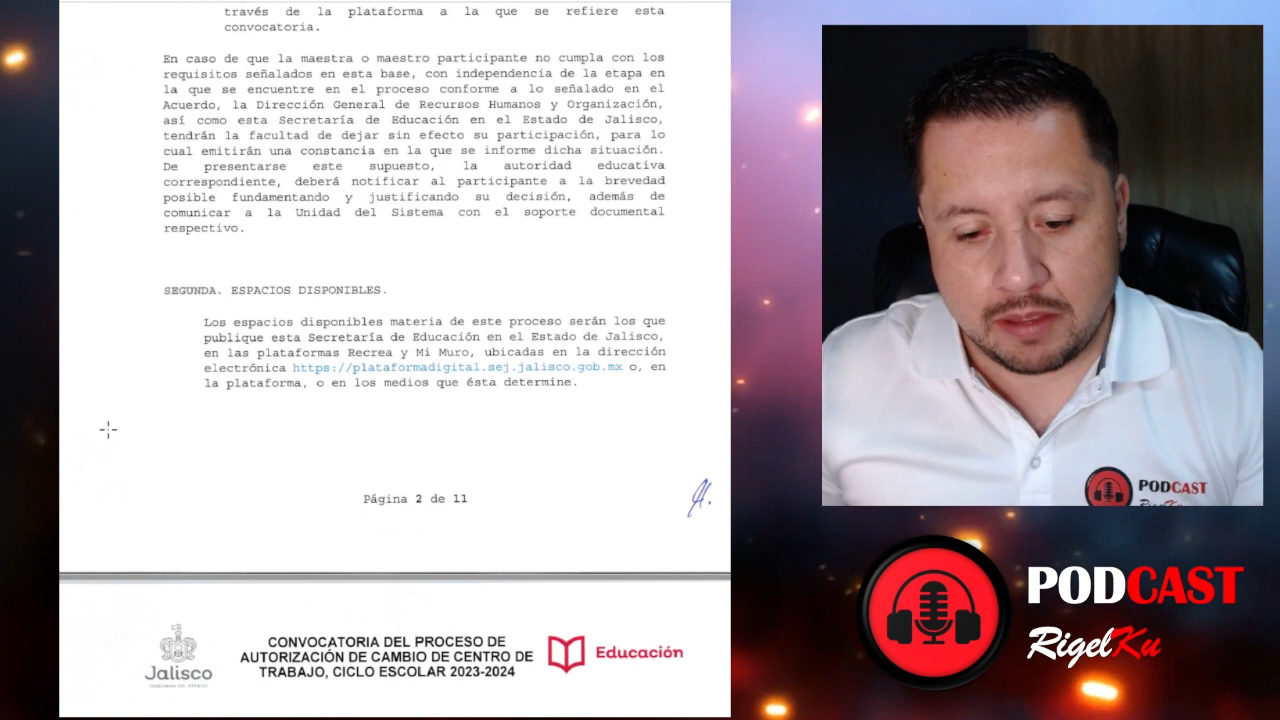 través de la plataforma a la que se refiere esta
convocatoria.
En caso de que la maestra o maestro participante no cumpla con los
requisitos señalados en esta base, con independencia de la etapa en
la que se encuentre en el proceso conforme a lo señalado en el
Acuerdo, la Dirección General de Recursos Humanos y Organización,
así como esta Secretaría de Educación en el Estado de Jalisco,
tendrán la facultad de dejar sin efecto su participación, para lo
cual emitirán una constancia en la que se informe dicha situación.
De presentarse este supuesto, la autoridad educativa
correspondiente, deberá notificar al participante a la brevedad
posible fundamentando y justificando su decisión, además de
comunicar a la Unidad del Sistema con el soporte documental
respectivo.
SEGUNDA. ESPACIOS DISPONIBLES.
Los espacios disponibles materia de este proceso serán los que
publique esta Secretaría de Educación en el Estado de Jalisco,
en las plataformas Recrea y Mi Muro, ubicadas en la dirección
electrónica https://plataformadigital.sej.jalisco.gob.mx o, en
la plataforma, o en los medios que ésta determine.
Página 2 de 11
Jalisco
GOBIERNO DEL ESTADO
CONVOCATORIA DEL PROCESO DE
AUTORIZACIÓN DE CAMBIO DE CENTRO DE
TRABAJO, CICLO ESCOLAR 2023-2024
Educación
PODCAST
RigelKu
PODCAST
RigelKu